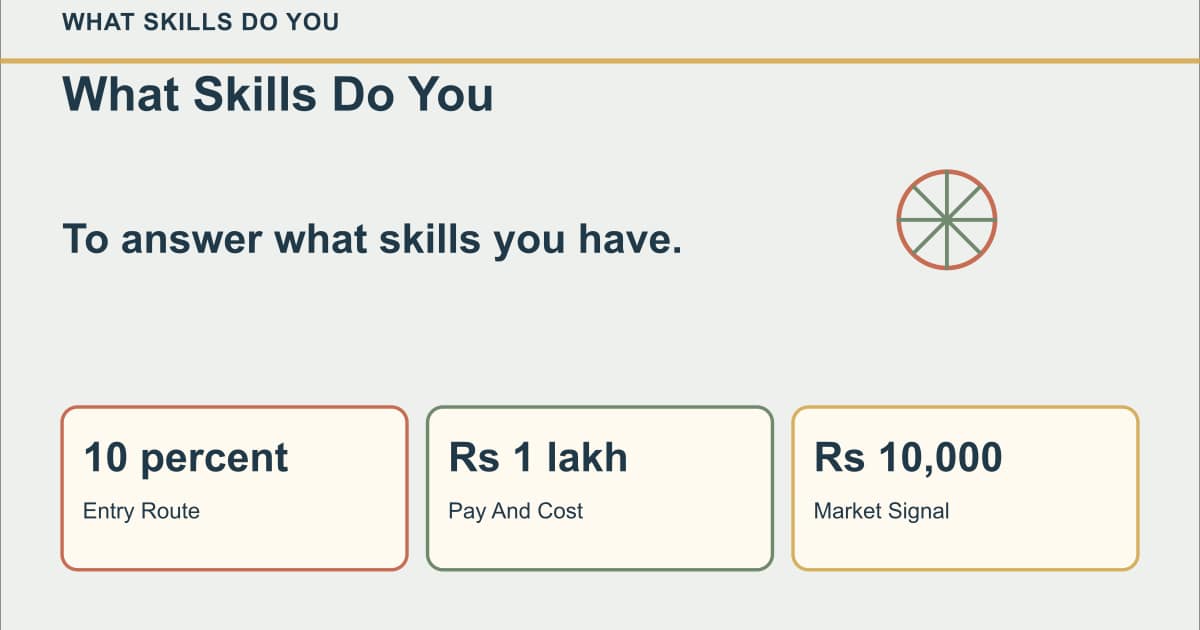 WHAT SKILLS DO YOU
What Skills Do You
To answer what skills you have.
10 percent
Entry Route
Rs 1 lakh
Pay And Cost
Rs 10,000
Market Signal